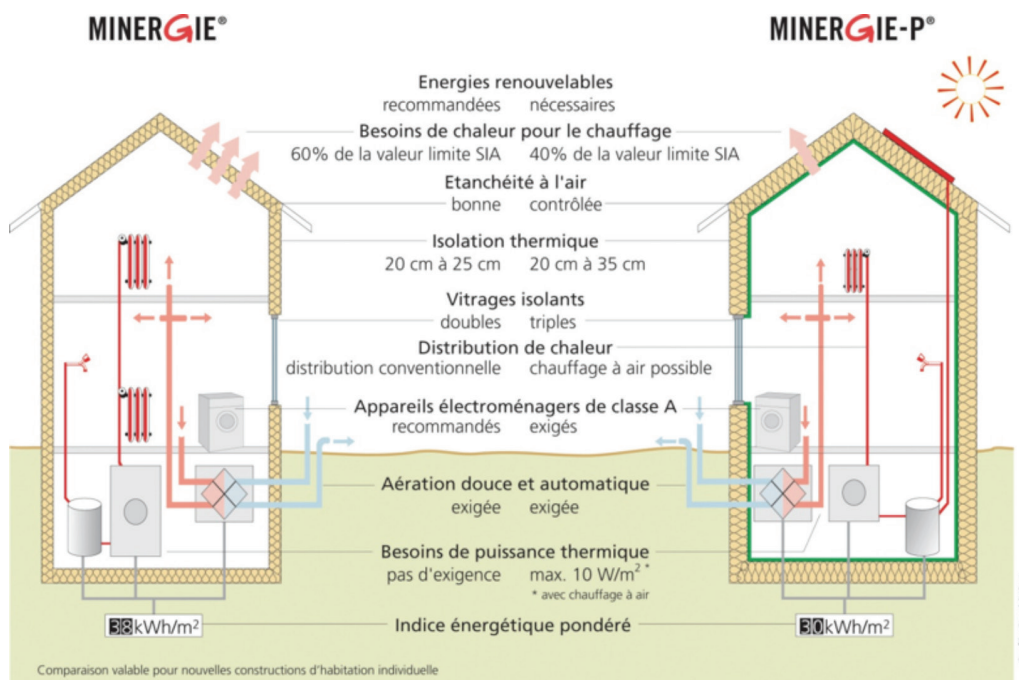 MINERGIE®
MINERGIE-P®
Energies renouvelables
recommandées nécessaires
Besoins de chaleur pour le chauffage
60% de la valeur limite SIA 40% de la valeur limite SIA
Etanchéité à l'air
bonne contrôlée
Isolation thermique
20 cm à 25 cm 20 cm à 35 cm
Vitrages isolants
doubles triples
Distribution de chaleur
distribution conventionnelle chauffage à air possible
Appareils électroménagers de classe A
recommandés exigés
Aération douce et automatique
exigée exigée
Besoins de puissance thermique
pas d'exigence max. 10 W/m² *
* avec chauffage à air
38kWh/m² Indice énergétique pondéré 30kWh/m²
Comparaison valable pour nouvelles constructions d'habitation individuelle